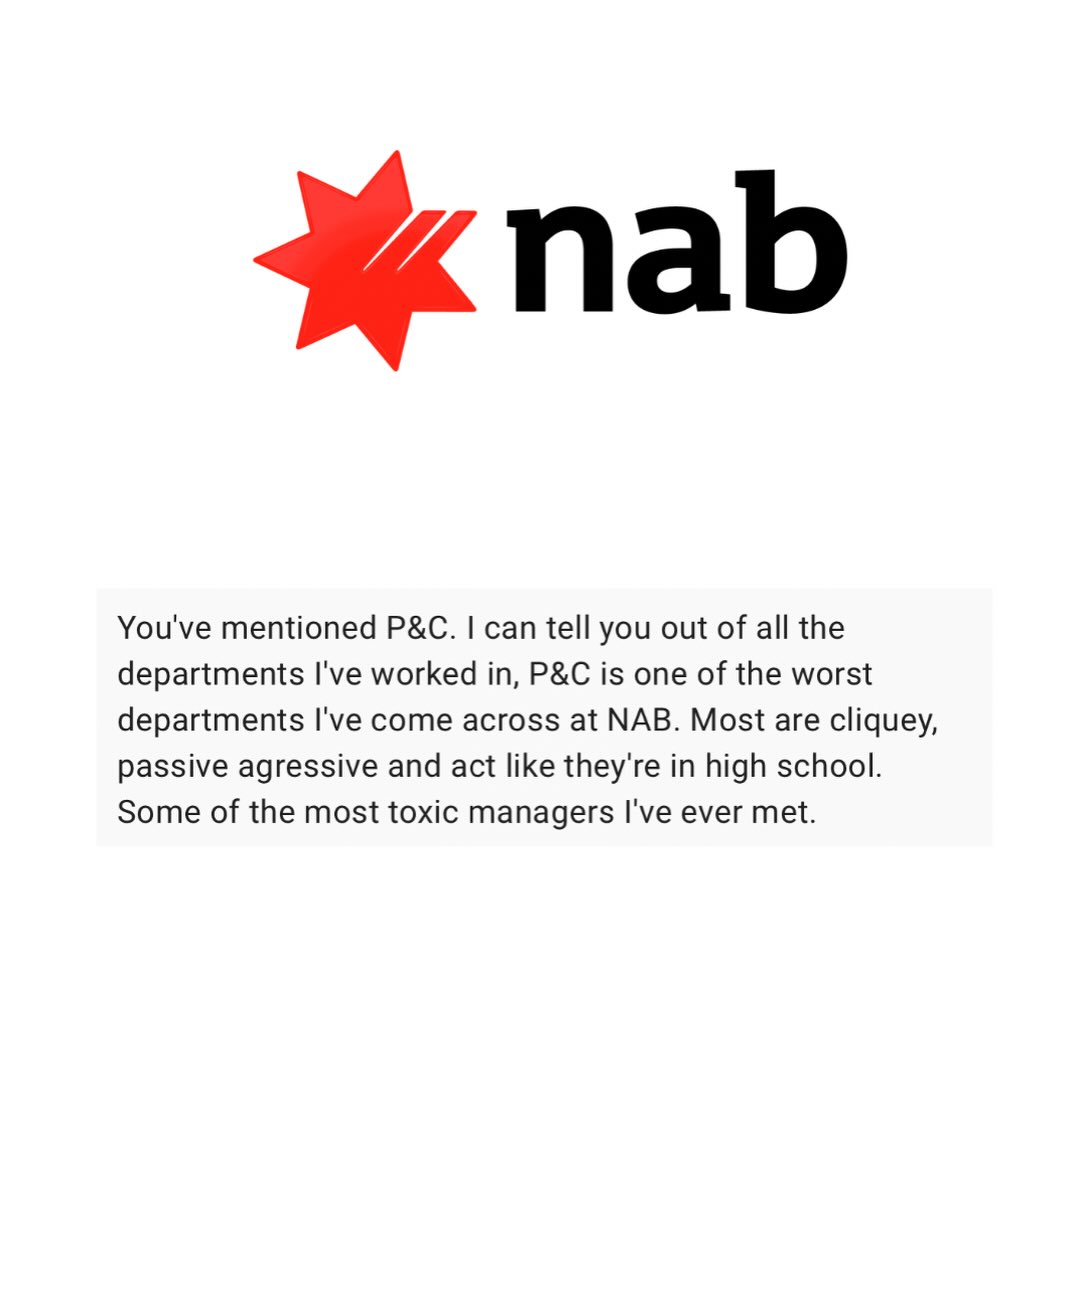 nab
You've mentioned P&C. I can tell you out of all the
departments I've worked in, P&C is one of the worst
departments I've come across at NAB. Most are cliquey,
passive agressive and act like they're in high school.
Some of the most toxic managers I've ever met.